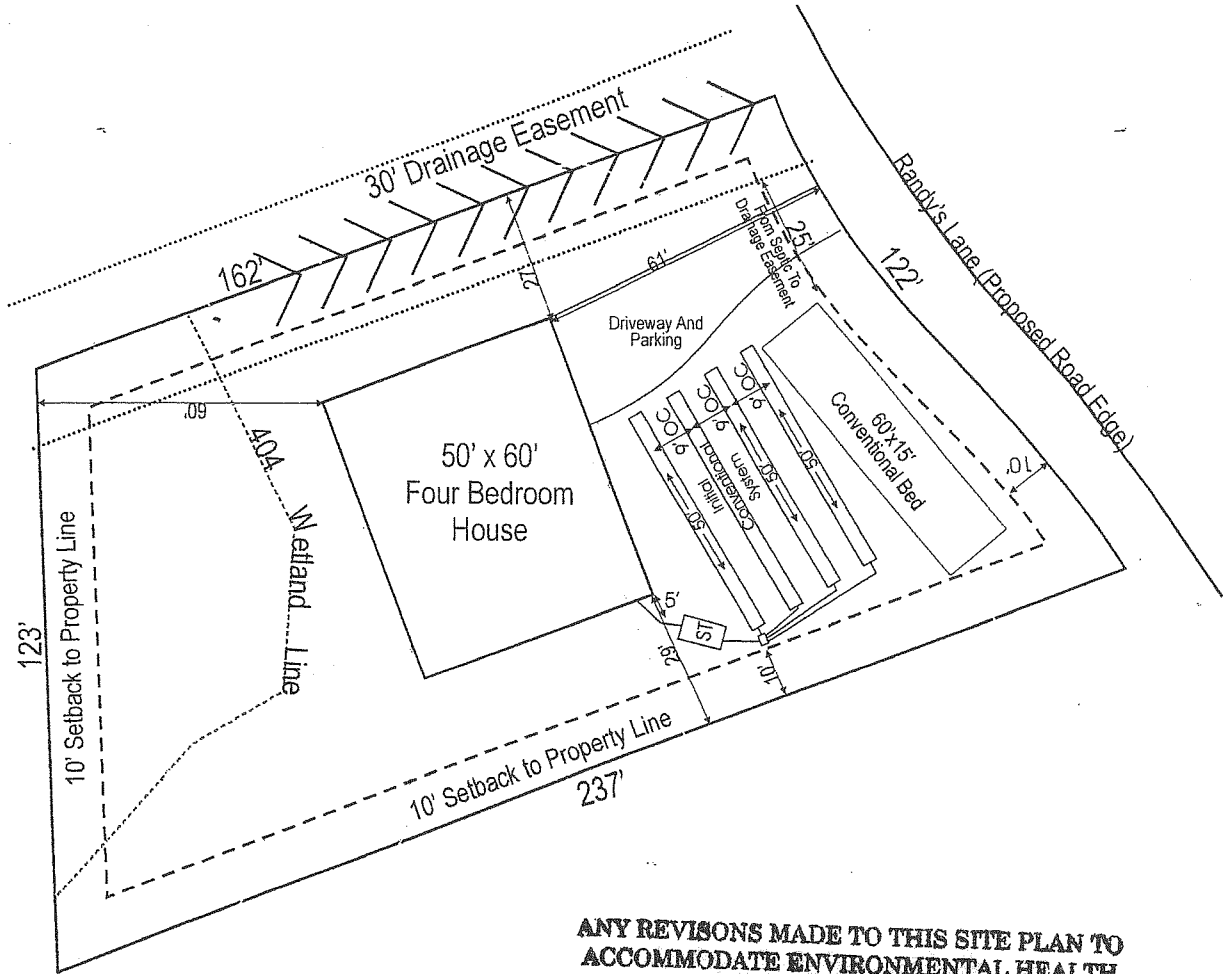 30' Drainage Easement
162'
27'
61'
25'
From Septic To
Drainage Easement
122'
Randy's Lane (Proposed Road Edge)
Driveway And
Parking
60'
404
Wetland Line
50' x 60'
Four Bedroom
House
9' OC
9' OC
9' OC
50'
50'
50'
Initial
Conventional
System
60'x15'
Conventional Bed
10'
123'
10' Setback to Property Line
5'
ST
29'
10'
10' Setback to Property Line
237'
ANY REVISONS MADE TO THIS SITE PLAN TO
ACCOMMODATE ENVIRONMENTAL HEALTH